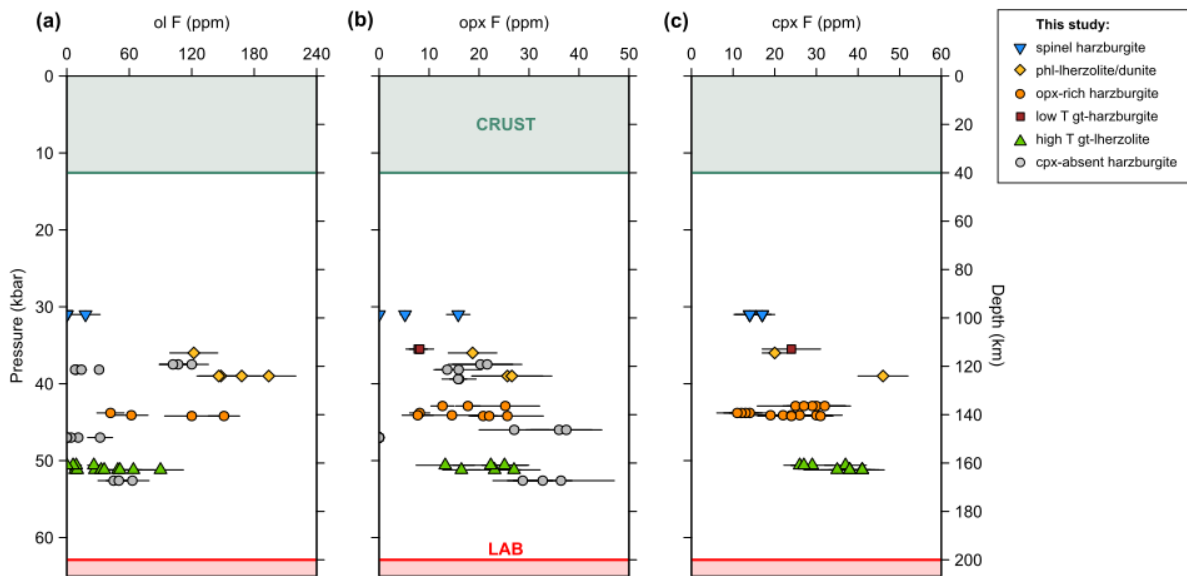 (a) ol F (ppm)
0 60 120 180 240
(b) opx F (ppm)
0 10 20 30 40 50
(c) cpx F (ppm)
0 10 20 30 40 50 60
This study:
spinel harzburgite
phl-lherzolite/dunite
opx-rich harzburgite
low T gt-harzburgite
high T gt-lherzolite
cpx-absent harzburgite
Pressure (kbar)
0
10
20
30
40
50
60
CRUST
LAB
0
20
40
60
80
100
120
140
160
180
200
Depth (km)